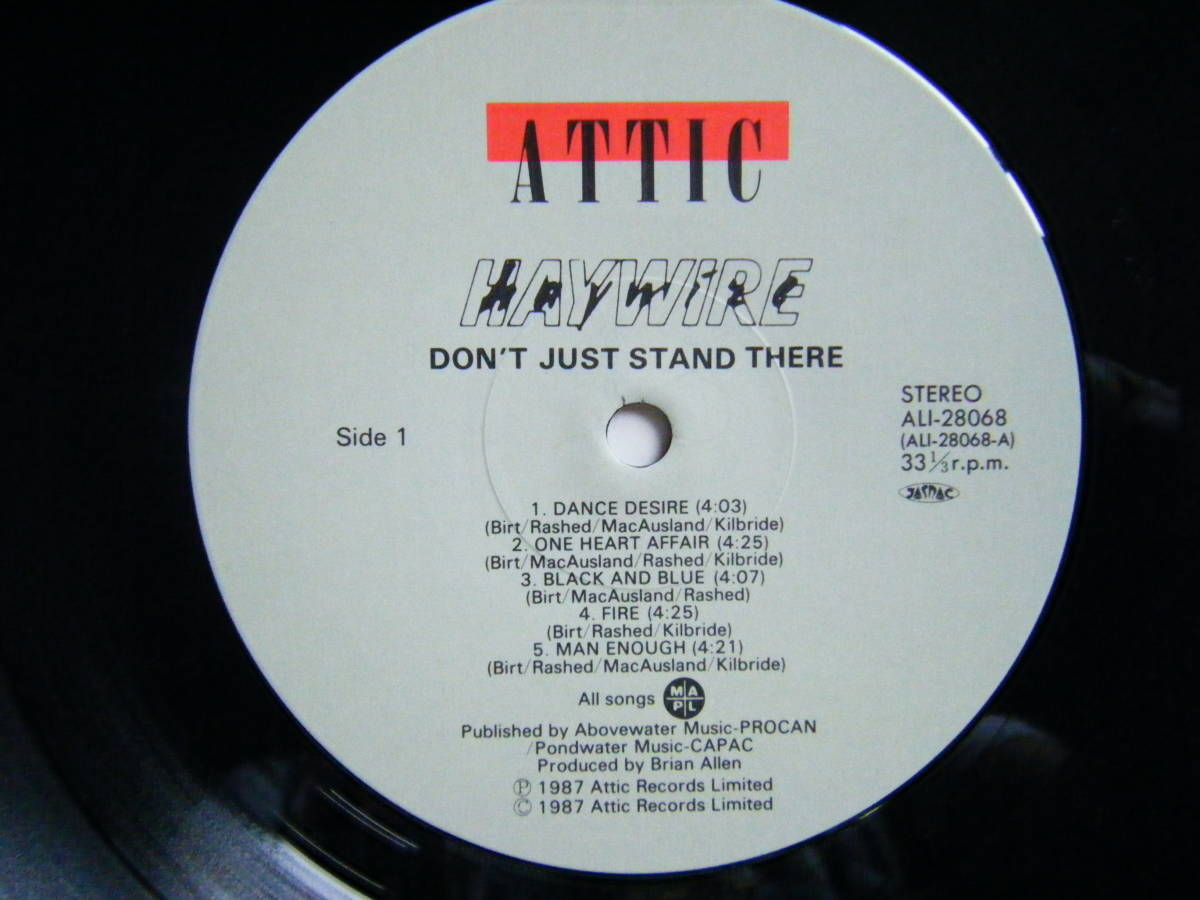 ATTIC
HAYWIRE
haywire
DON'T JUST STAND THERE
Side 1
STEREO
ALI-28068
(ALI-28068-A)
33⅓r.p.m.
JASRAC
1. DANCE DESIRE (4:03)
(Birt/Rashed/MacAusland/Kilbride)
2. ONE HEART AFFAIR (4:25)
(Birt/MacAusland/Rashed/Kilbride)
3. BLACK AND BLUE (4:07)
(Birt/MacAusland/Rashed)
4. FIRE (4:25)
(Birt/Rashed/Kilbride)
5. MAN ENOUGH (4:21)
(Birt/Rashed/MacAusland/Kilbride)
All songs MAPL
Published by Abovewater Music-PROCAN
/Pondwater Music-CAPAC
Produced by Brian Allen
Ⓟ 1987 Attic Records Limited
© 1987 Attic Records Limited